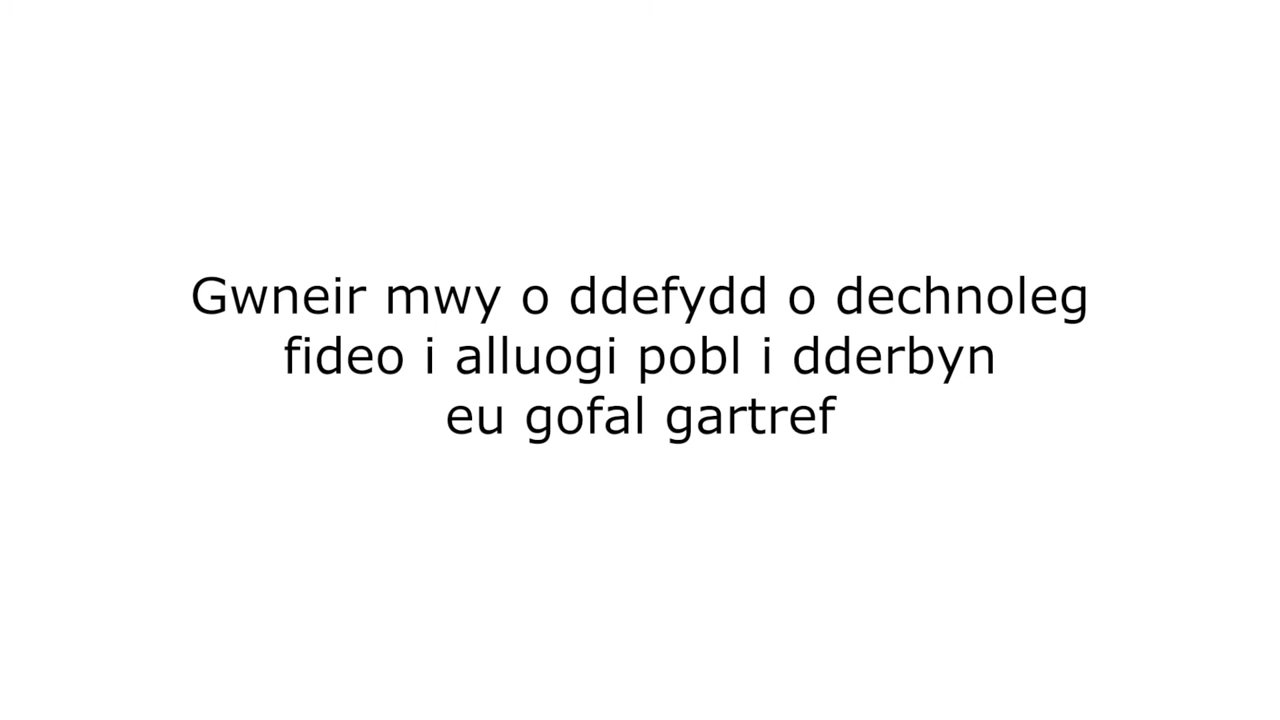 Gwneir mwy o ddefydd o dechnoleg
fideo i alluogi pobl i dderbyn
eu gofal gartref